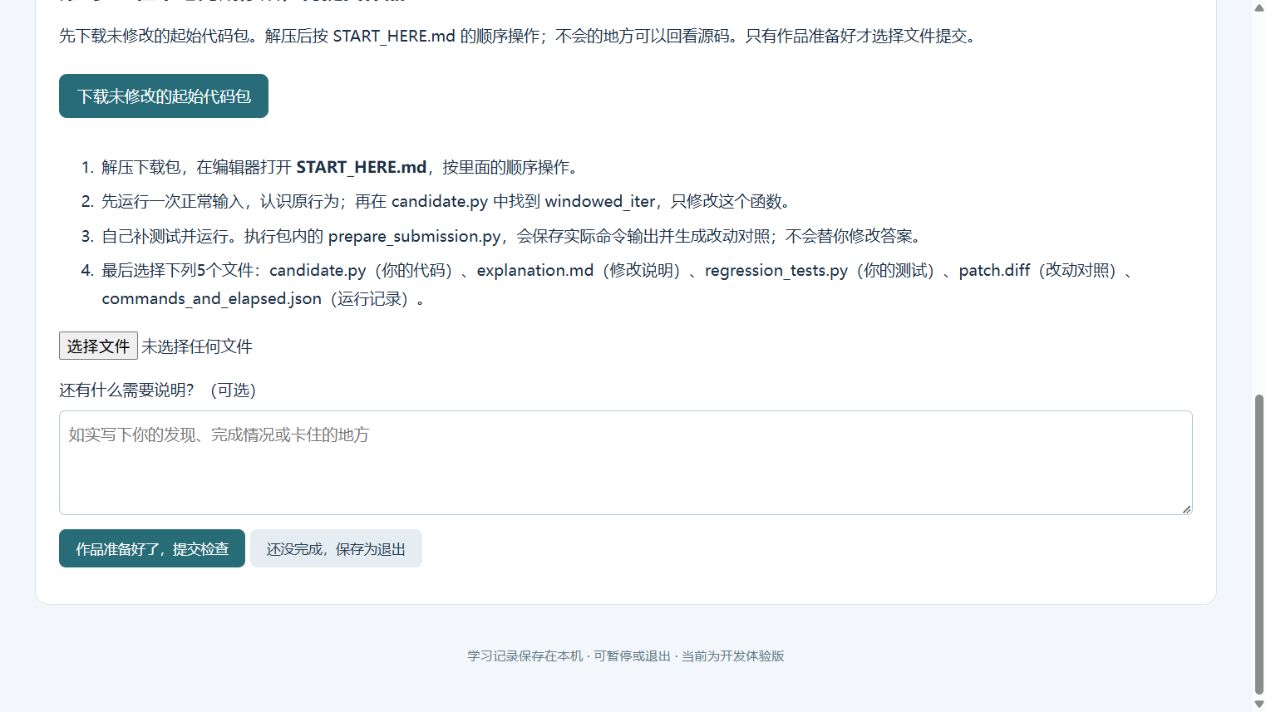 先下载未修改的起始代码包。解压后按 START_HERE.md 的顺序操作；不会的地方可以回看源码。只有作品准备好才选择文件提交。
下载未修改的起始代码包
1. 解压下载包，在编辑器打开 START_HERE.md，按里面的顺序操作。
2. 先运行一次正常输入，认识原行为；再在 candidate.py 中找到 windowed_iter，只修改这个函数。
3. 自己补测试并运行。执行包内的 prepare_submission.py，会保存实际命令输出并生成改动对照；不会替你修改答案。
4. 最后选择下列5个文件：candidate.py（你的代码）、explanation.md（修改说明）、regression_tests.py（你的测试）、patch.diff（改动对照）、
commands_and_elapsed.json（运行记录）。
选择文件 未选择任何文件
还有什么需要说明？（可选）
如实写下你的发现、完成情况或卡住的地方
作品准备好了，提交检查 还没完成，保存为退出
学习记录保存在本机 · 可暂停或退出 · 当前为开发体验版